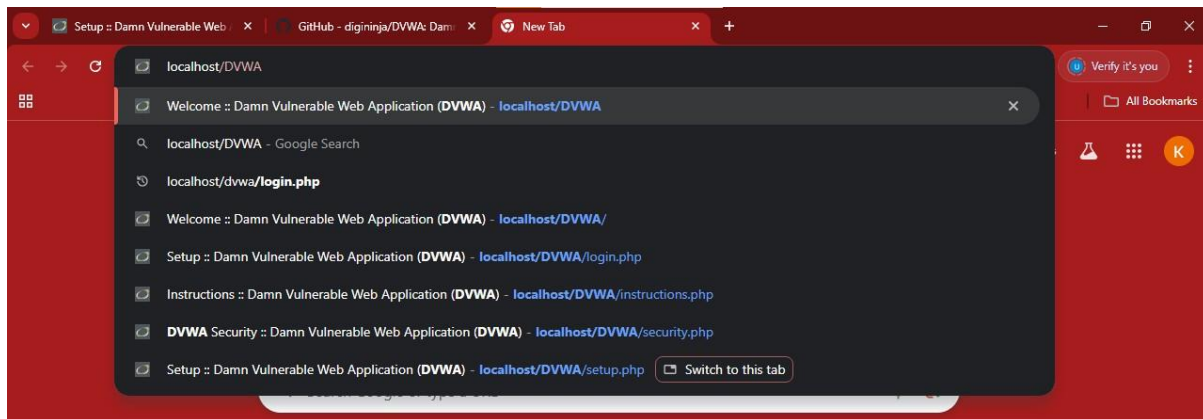 Setup :: Damn Vulnerable Web A
GitHub - digininja/DVWA: Dam
New Tab
localhost/DVWA
Verify it's you
Welcome :: Damn Vulnerable Web Application (DVWA) - localhost/DVWA
All Bookmarks
localhost/DVWA - Google Search
K
localhost/dvwa/login.php
Welcome :: Damn Vulnerable Web Application (DVWA) - localhost/DVWA/
Setup :: Damn Vulnerable Web Application (DVWA) - localhost/DVWA/login.php
Instructions :: Damn Vulnerable Web Application (DVWA) - localhost/DVWA/instructions.php
DVWA Security :: Damn Vulnerable Web Application (DVWA) - localhost/DVWA/security.php
Setup :: Damn Vulnerable Web Application (DVWA) - localhost/DVWA/setup.php Switch to this tab